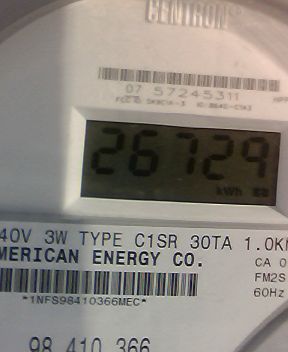 CENTRON®
07 57245311
26729
kWh
40V 3W TYPE C1SR 30TA 1.0K
MERICAN ENERGY CO.
CA 0
FM2S
60Hz
*1NFS98410366MEC*
98 410 366